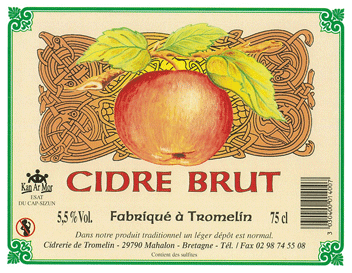 CIDRE BRUT
Kan Ar Mor
ESAT
DU CAP-SIZUN
5,5 % Vol.
Fabriqué à Tromelin
75 cl
Dans notre produit traditionnel un léger dépôt est normal.
Cidrerie de Tromelin - 29790 Mahalon - Bretagne - Tél. / Fax 02 98 74 55 08
Contient des sulfites